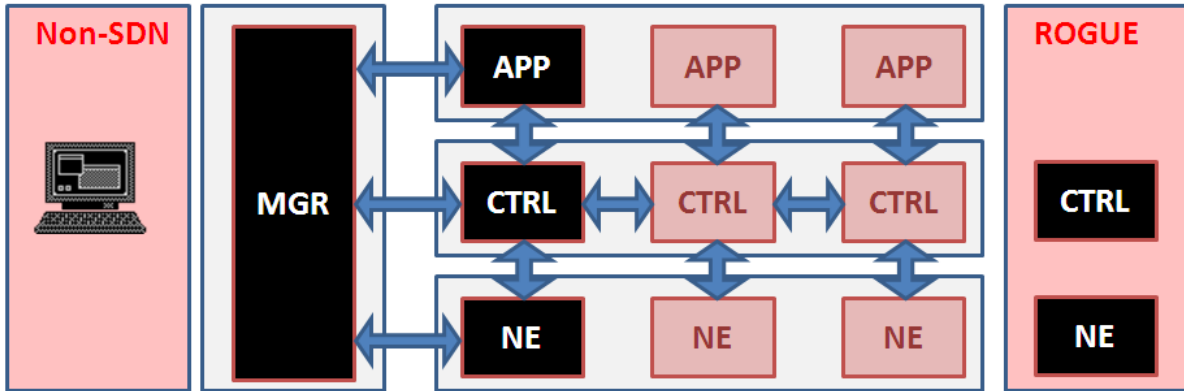 Non-SDN
MGR
APP
APP
APP
CTRL
CTRL
CTRL
NE
NE
NE
ROGUE
CTRL
NE